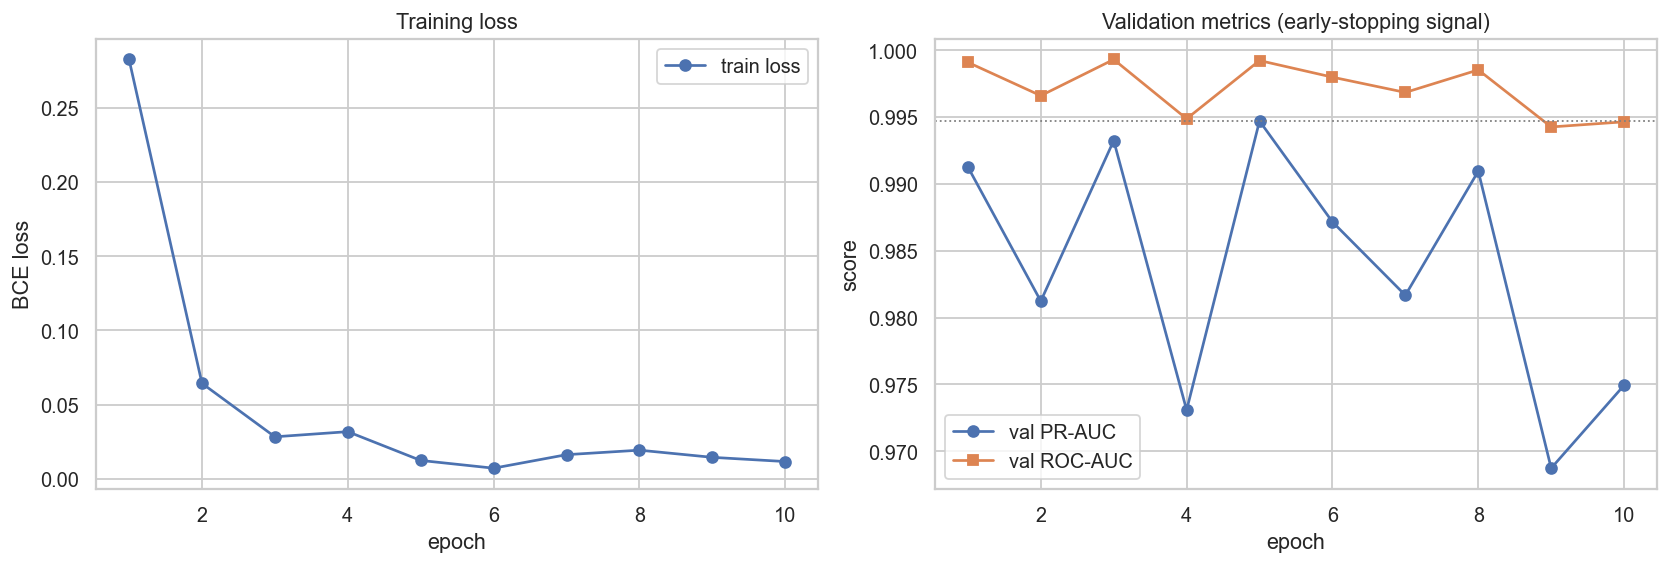 Training loss
train loss
BCE loss
0.25
0.20
0.15
0.10
0.05
0.00
2 4 6 8 10
epoch
Validation metrics (early-stopping signal)
score
1.000
0.995
0.990
0.985
0.980
0.975
0.970
val PR-AUC
val ROC-AUC
2 4 6 8 10
epoch